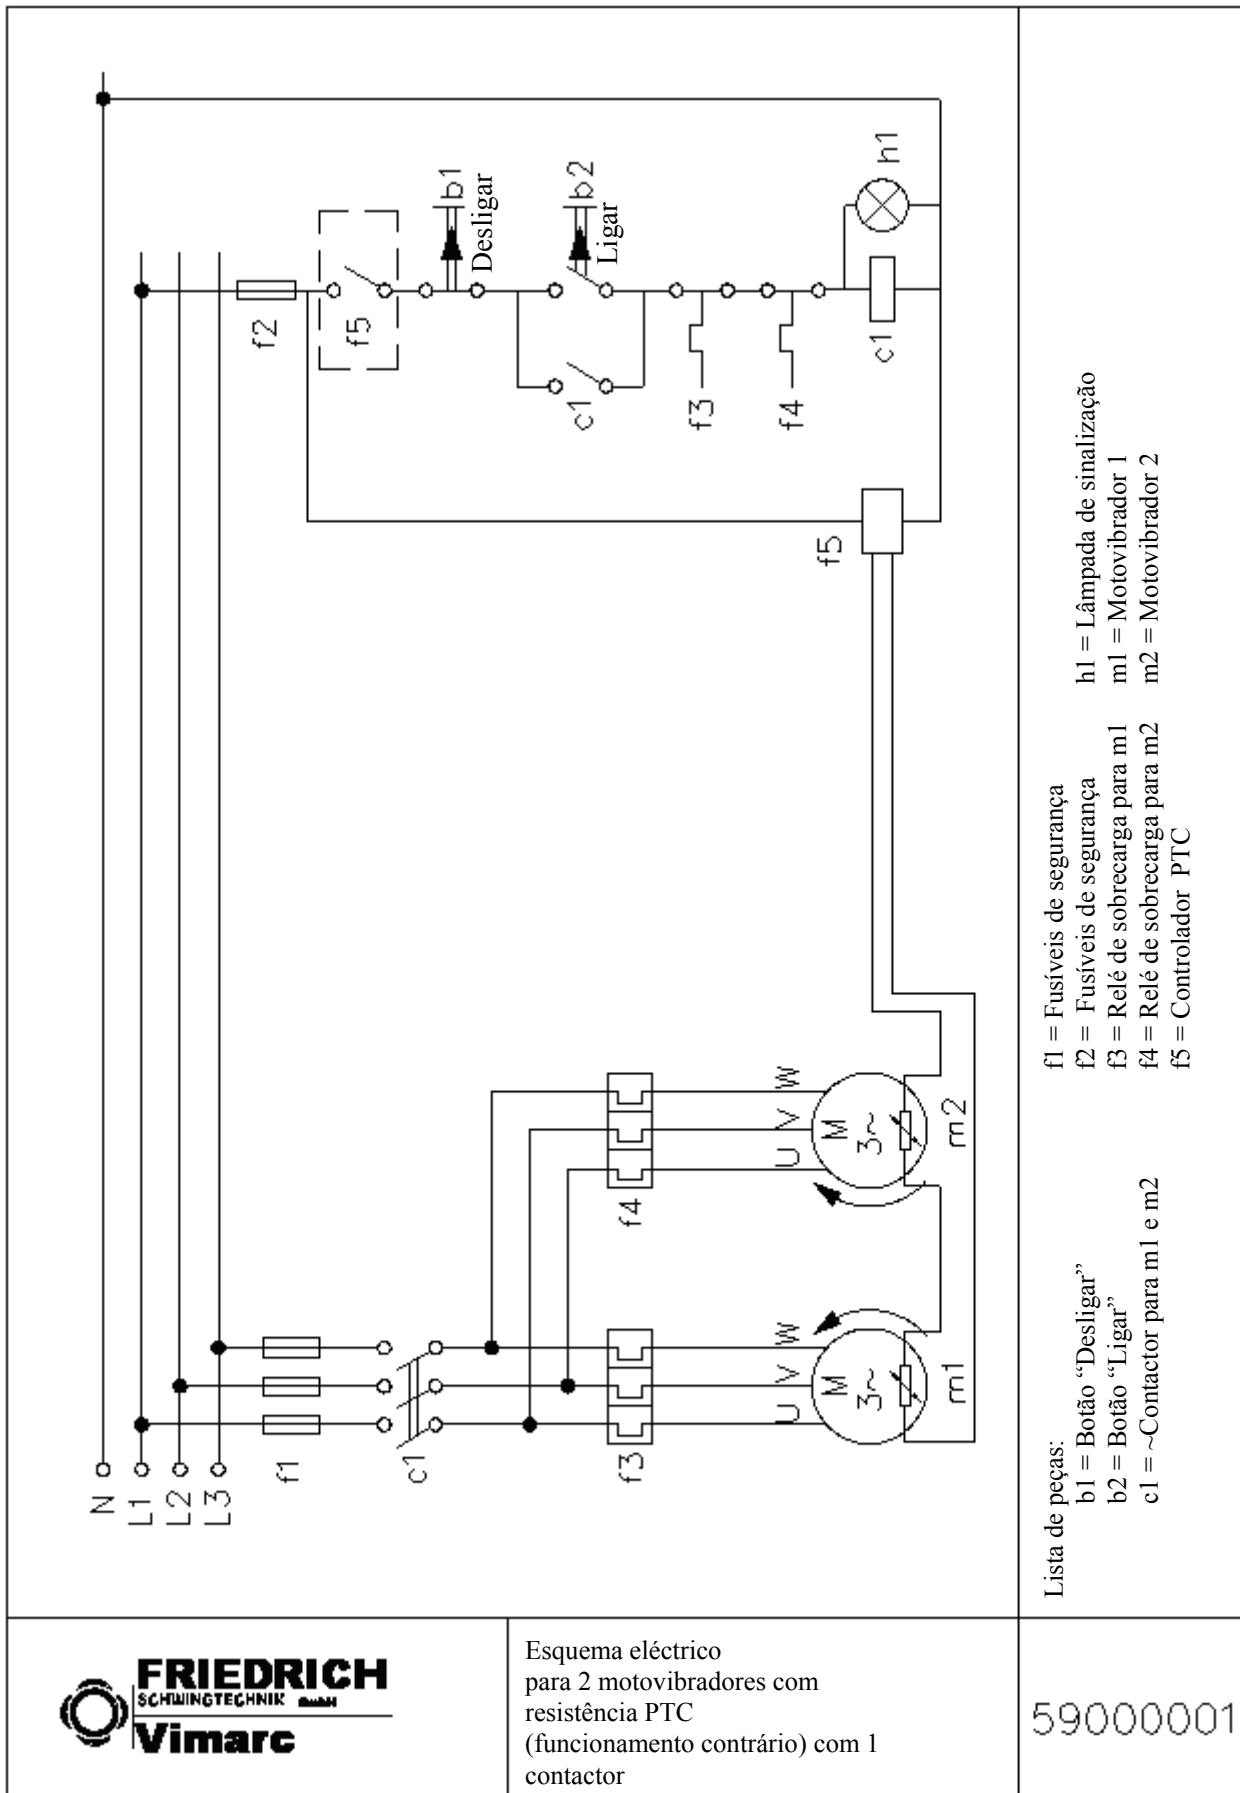 N
L1
L2
L3
f1
c1
f3
f4
U
V
W
U
V
W
M
3~
m1
M
3~
m2
f2
f5
b1
Desligar
b2
Ligar
c1
f3
f4
c1
h1
f5
Lista de peças:
b1 = Botão “Desligar”
b2 = Botão “Ligar”
c1 = ~Contactor para m1 e m2
f1 = Fusíveis de segurança
f2 = Fusíveis de segurança
f3 = Relé de sobrecarga para m1
f4 = Relé de sobrecarga para m2
f5 = Controlador PTC
h1 = Lâmpada de sinalização
m1 = Motovibrador 1
m2 = Motovibrador 2
FRIEDRICH
SCHWINGTECHNIK GmbH
Vimarc
Esquema eléctrico
para 2 motovibradores com
resistência PTC
(funcionamento contrário) com 1
contactor
59000001